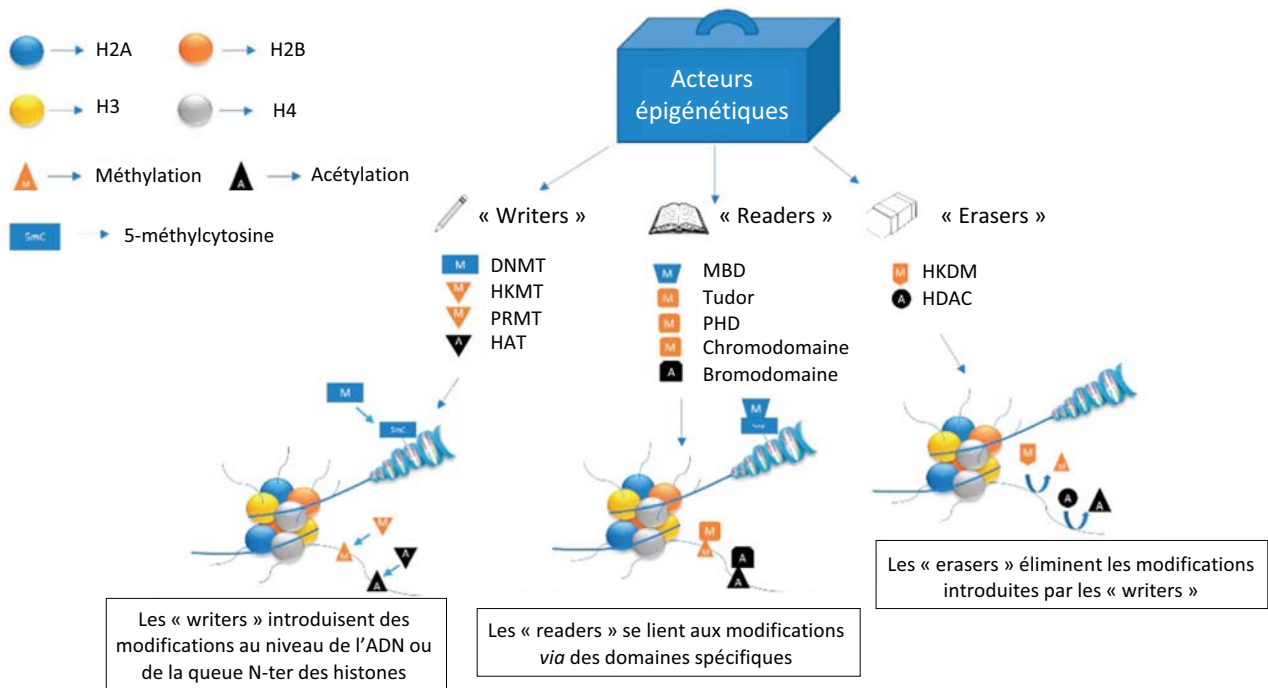 H2A
H2B
H3
H4
M
Méthylation
A
Acétylation
5mC
5-méthylcytosine
Acteurs
épigénétiques
« Writers »
M DNMT
M HKMT
M PRMT
A HAT
« Readers »
M MBD
M Tudor
M PHD
M Chromodomaine
A Bromodomaine
« Erasers »
M HKDM
A HDAC
M
5mC
M
M
A
A
M
M
M
A
A
M
M
A
A
Les « writers » introduisent des
modifications au niveau de l’ADN ou
de la queue N-ter des histones
Les « readers » se lient aux modifications
via des domaines spécifiques
Les « erasers » éliminent les modifications
introduites par les « writers »